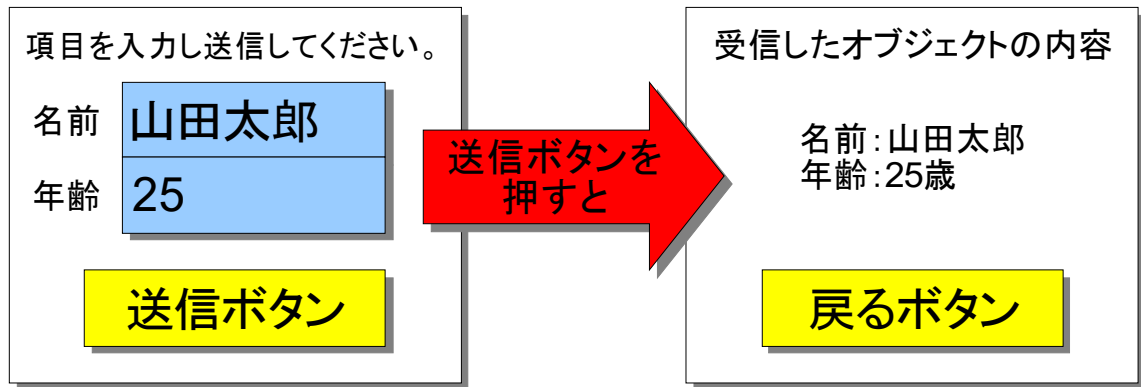 項目を入力し送信してください。
名前 山田太郎
年齢 25
送信ボタン
送信ボタンを
押すと
受信したオブジェクトの内容
名前：山田太郎
年齢：25歳
戻るボタン